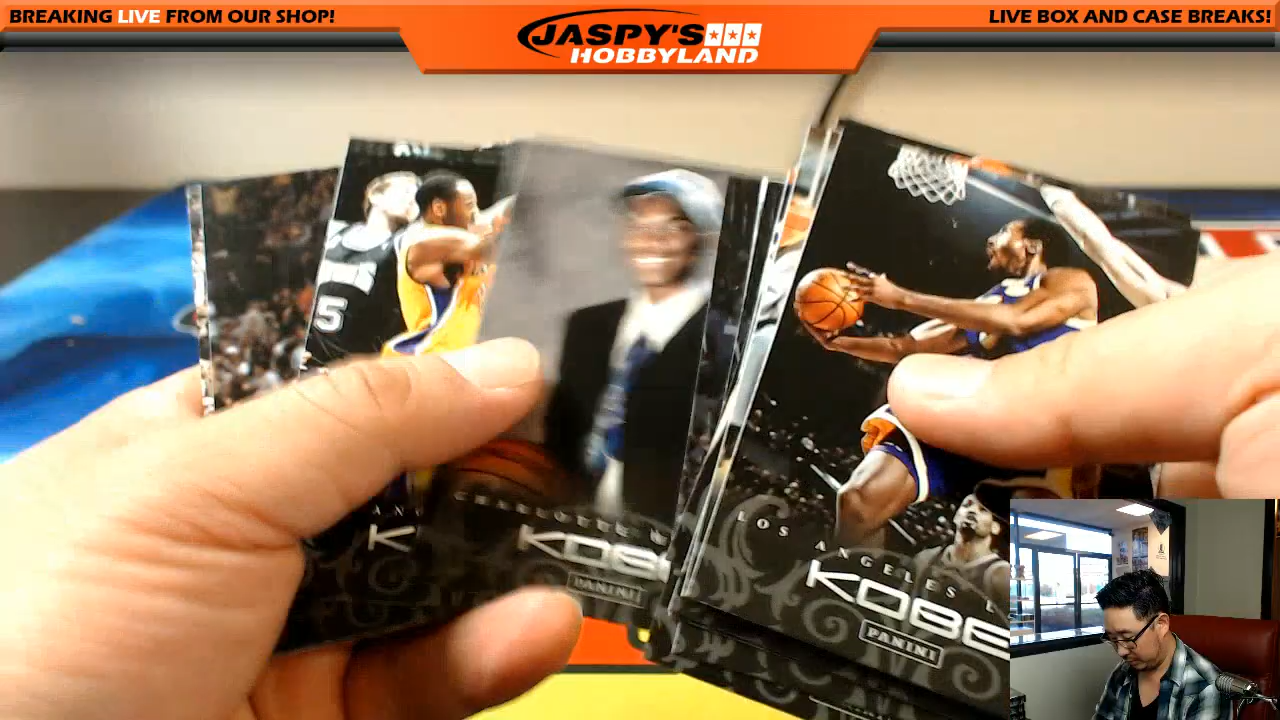 BREAKING LIVE FROM OUR SHOP!
JASPY'S
HOBBYLAND
LIVE BOX AND CASE BREAKS!
5
K
CHARLOTTE
KOBE
PANINI
LOS ANGELES L
KOBE
PANINI